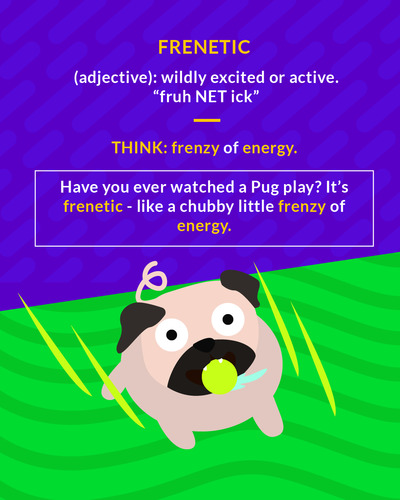 FRENETIC
(adjective): wildly excited or active.
“fruh NET ick”
THINK: frenzy of energy.
Have you ever watched a Pug play? It’s
frenetic - like a chubby little frenzy of
energy.